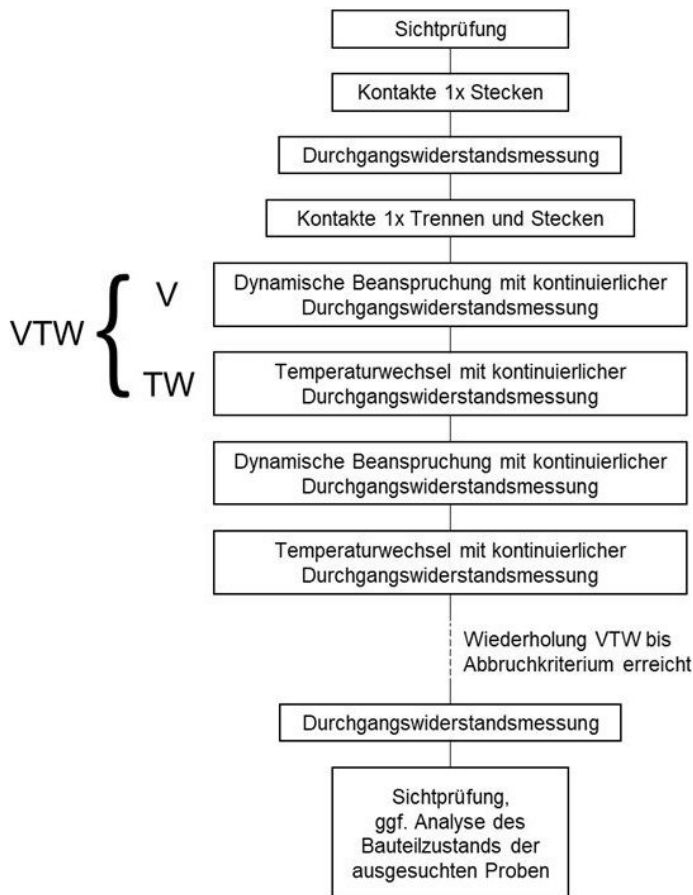 Sichtprüfung
Kontakte 1x Stecken
Durchgangswiderstandsmessung
Kontakte 1x Trennen und Stecken
VTW
V
Dynamische Beanspruchung mit kontinuierlicher
Durchgangswiderstandsmessung
TW
Temperaturwechsel mit kontinuierlicher
Durchgangswiderstandsmessung
Dynamische Beanspruchung mit kontinuierlicher
Durchgangswiderstandsmessung
Temperaturwechsel mit kontinuierlicher
Durchgangswiderstandsmessung
Wiederholung VTW bis
Abbruchkriterium erreicht
Durchgangswiderstandsmessung
Sichtprüfung,
ggf. Analyse des
Bauteilzustands der
ausgesuchten Proben